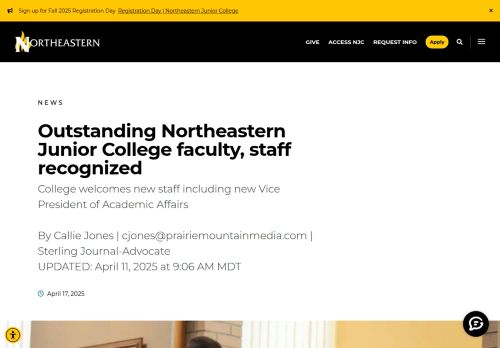 Sign up for Fall 2025 Registration Day Registration Day | Northeastern Junior College ×
NORTHEASTERN GIVE ACCESS NJC REQUEST INFO Apply
NEWS
Outstanding Northeastern
Junior College faculty, staff
recognized
College welcomes new staff including new Vice
President of Academic Affairs
By Callie Jones | cjones@prairiemountainmedia.com |
Sterling Journal-Advocate
UPDATED: April 11, 2025 at 9:06 AM MDT
April 17, 2025